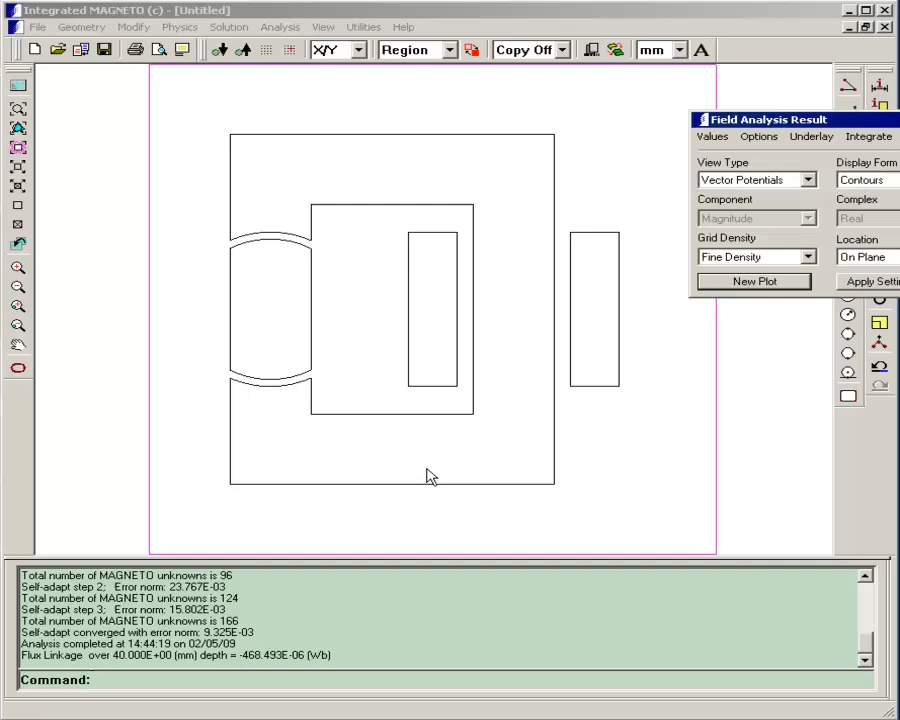 Integrated MAGNETO (c) - [Untitled]
File Geometry Modify Physics Solution Analysis View Utilities Help
X/Y Region Copy Off mm A
Field Analysis Result
Values Options Underlay Integrate
View Type Display Form
Vector Potentials Contours
Component Complex
Magnitude Real
Grid Density Location
Fine Density On Plane
New Plot Apply Setti
Total number of MAGNETO unknowns is 96
Self-adapt step 2; Error norm: 23.767E-03
Total number of MAGNETO unknowns is 124
Self-adapt step 3; Error norm: 15.802E-03
Total number of MAGNETO unknowns is 166
Self-adapt converged with error norm: 9.325E-03
Analysis completed at 14:44:19 on 02/05/09
Flux Linkage over 40.000E+00 (mm) depth = -468.493E-06 (Wb)
Command: